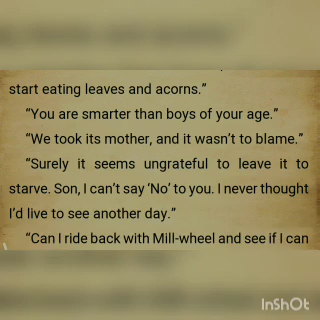 start eating leaves and acorns.”
“You are smarter than boys of your age.”
“We took its mother, and it wasn’t to blame.”
“Surely it seems ungrateful to leave it to
starve. Son, I can’t say ‘No’ to you. I never thought
I’d live to see another day.”
“Can I ride back with Mill-wheel and see if I can
InShOt